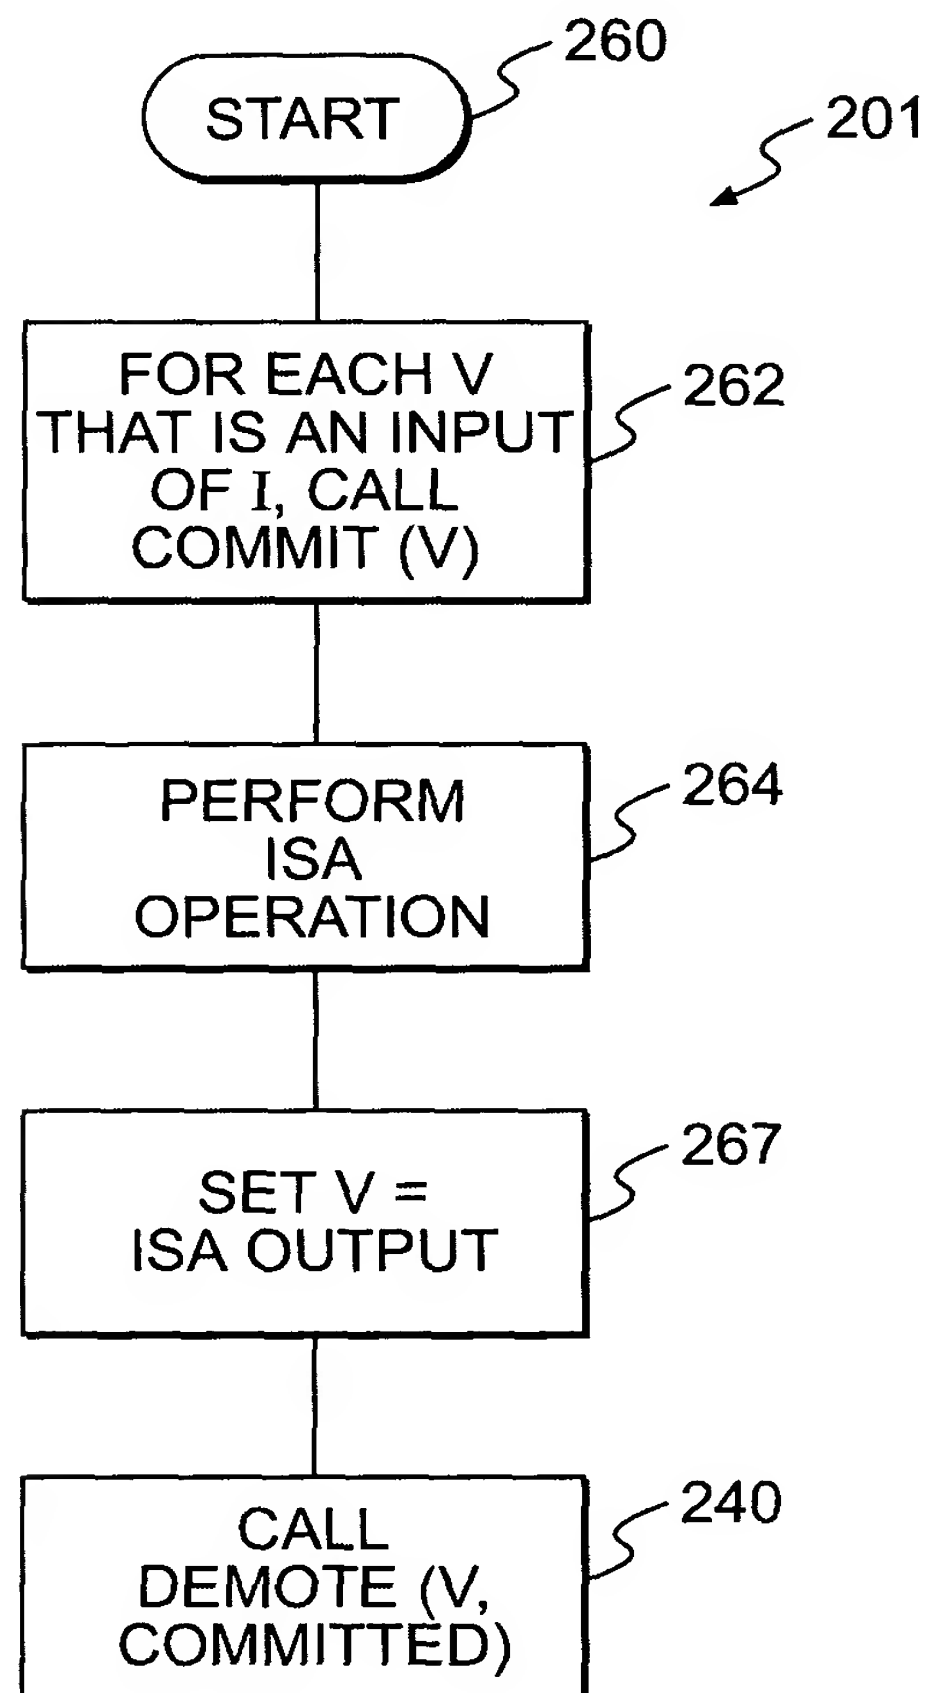 260
START
201
FOR EACH V
THAT IS AN INPUT
OF I, CALL
COMMIT (V)
262
PERFORM
ISA
OPERATION
264
SET V =
ISA OUTPUT
267
CALL
DEMOTE (V,
COMMITTED)
240